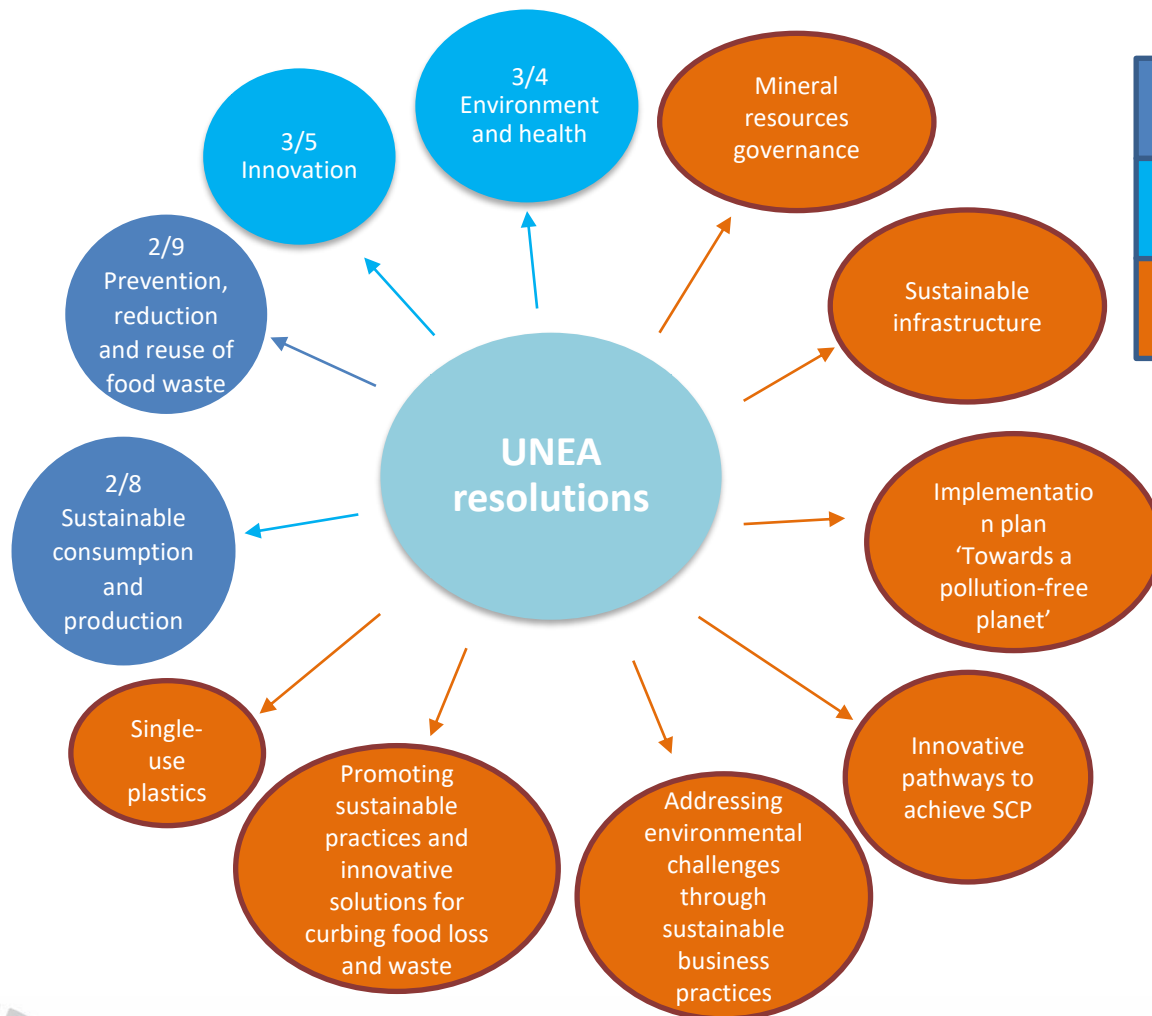 3/4
Environment
and health
Mineral
resources
governance
3/5
Innovation
2/9
Prevention,
reduction
and reuse of
food waste
Sustainable
infrastructure
UNEA
resolutions
2/8
Sustainable
consumption
and
production
Implementatio
n plan
‘Towards a
pollution-free
planet’
Single-
use
plastics
Promoting
sustainable
practices and
innovative
solutions for
curbing food loss
and waste
Addressing
environmental
challenges
through
sustainable
business
practices
Innovative
pathways to
achieve SCP